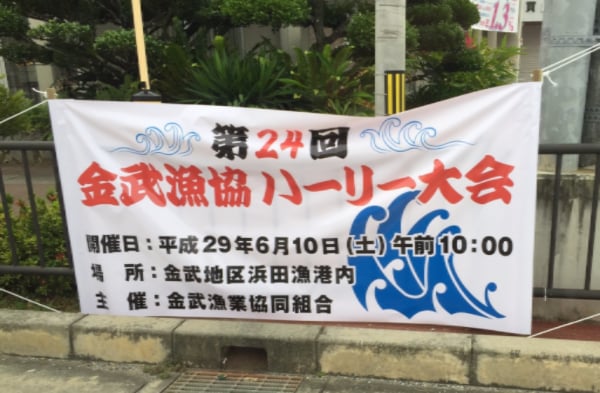 第24回
金武漁協ハーリー大会
開催日：平成29年6月10日(土)午前10:00
場　所：金武地区浜田漁港内
主　催：金武漁業協同組合